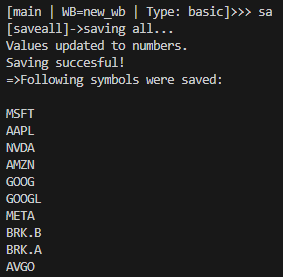 [main | WB=new_wb | Type: basic]>>> sa
[saveall]->saving all...
Values updated to numbers.
Saving succesful!
=>Following symbols were saved:
MSFT
AAPL
NVDA
AMZN
GOOG
GOOGL
META
BRK.B
BRK.A
AVGO